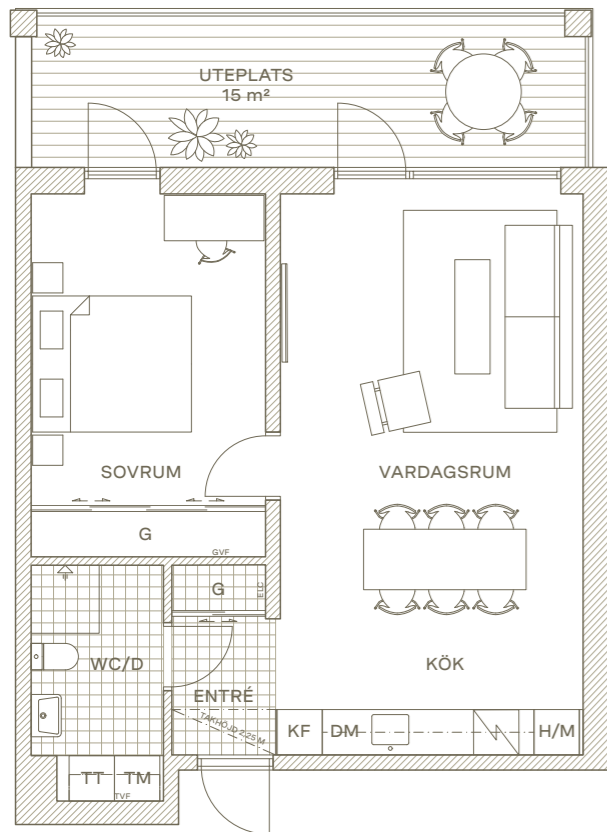 UTEPLATS
15 m²
SOVRUM
VARDAGSRUM
G
GVF
G
ELC
WC/D
KÖK
ENTRÉ
TAKHÖJD 2,25 M
KF
DM
H/M
TT
TM
TVF